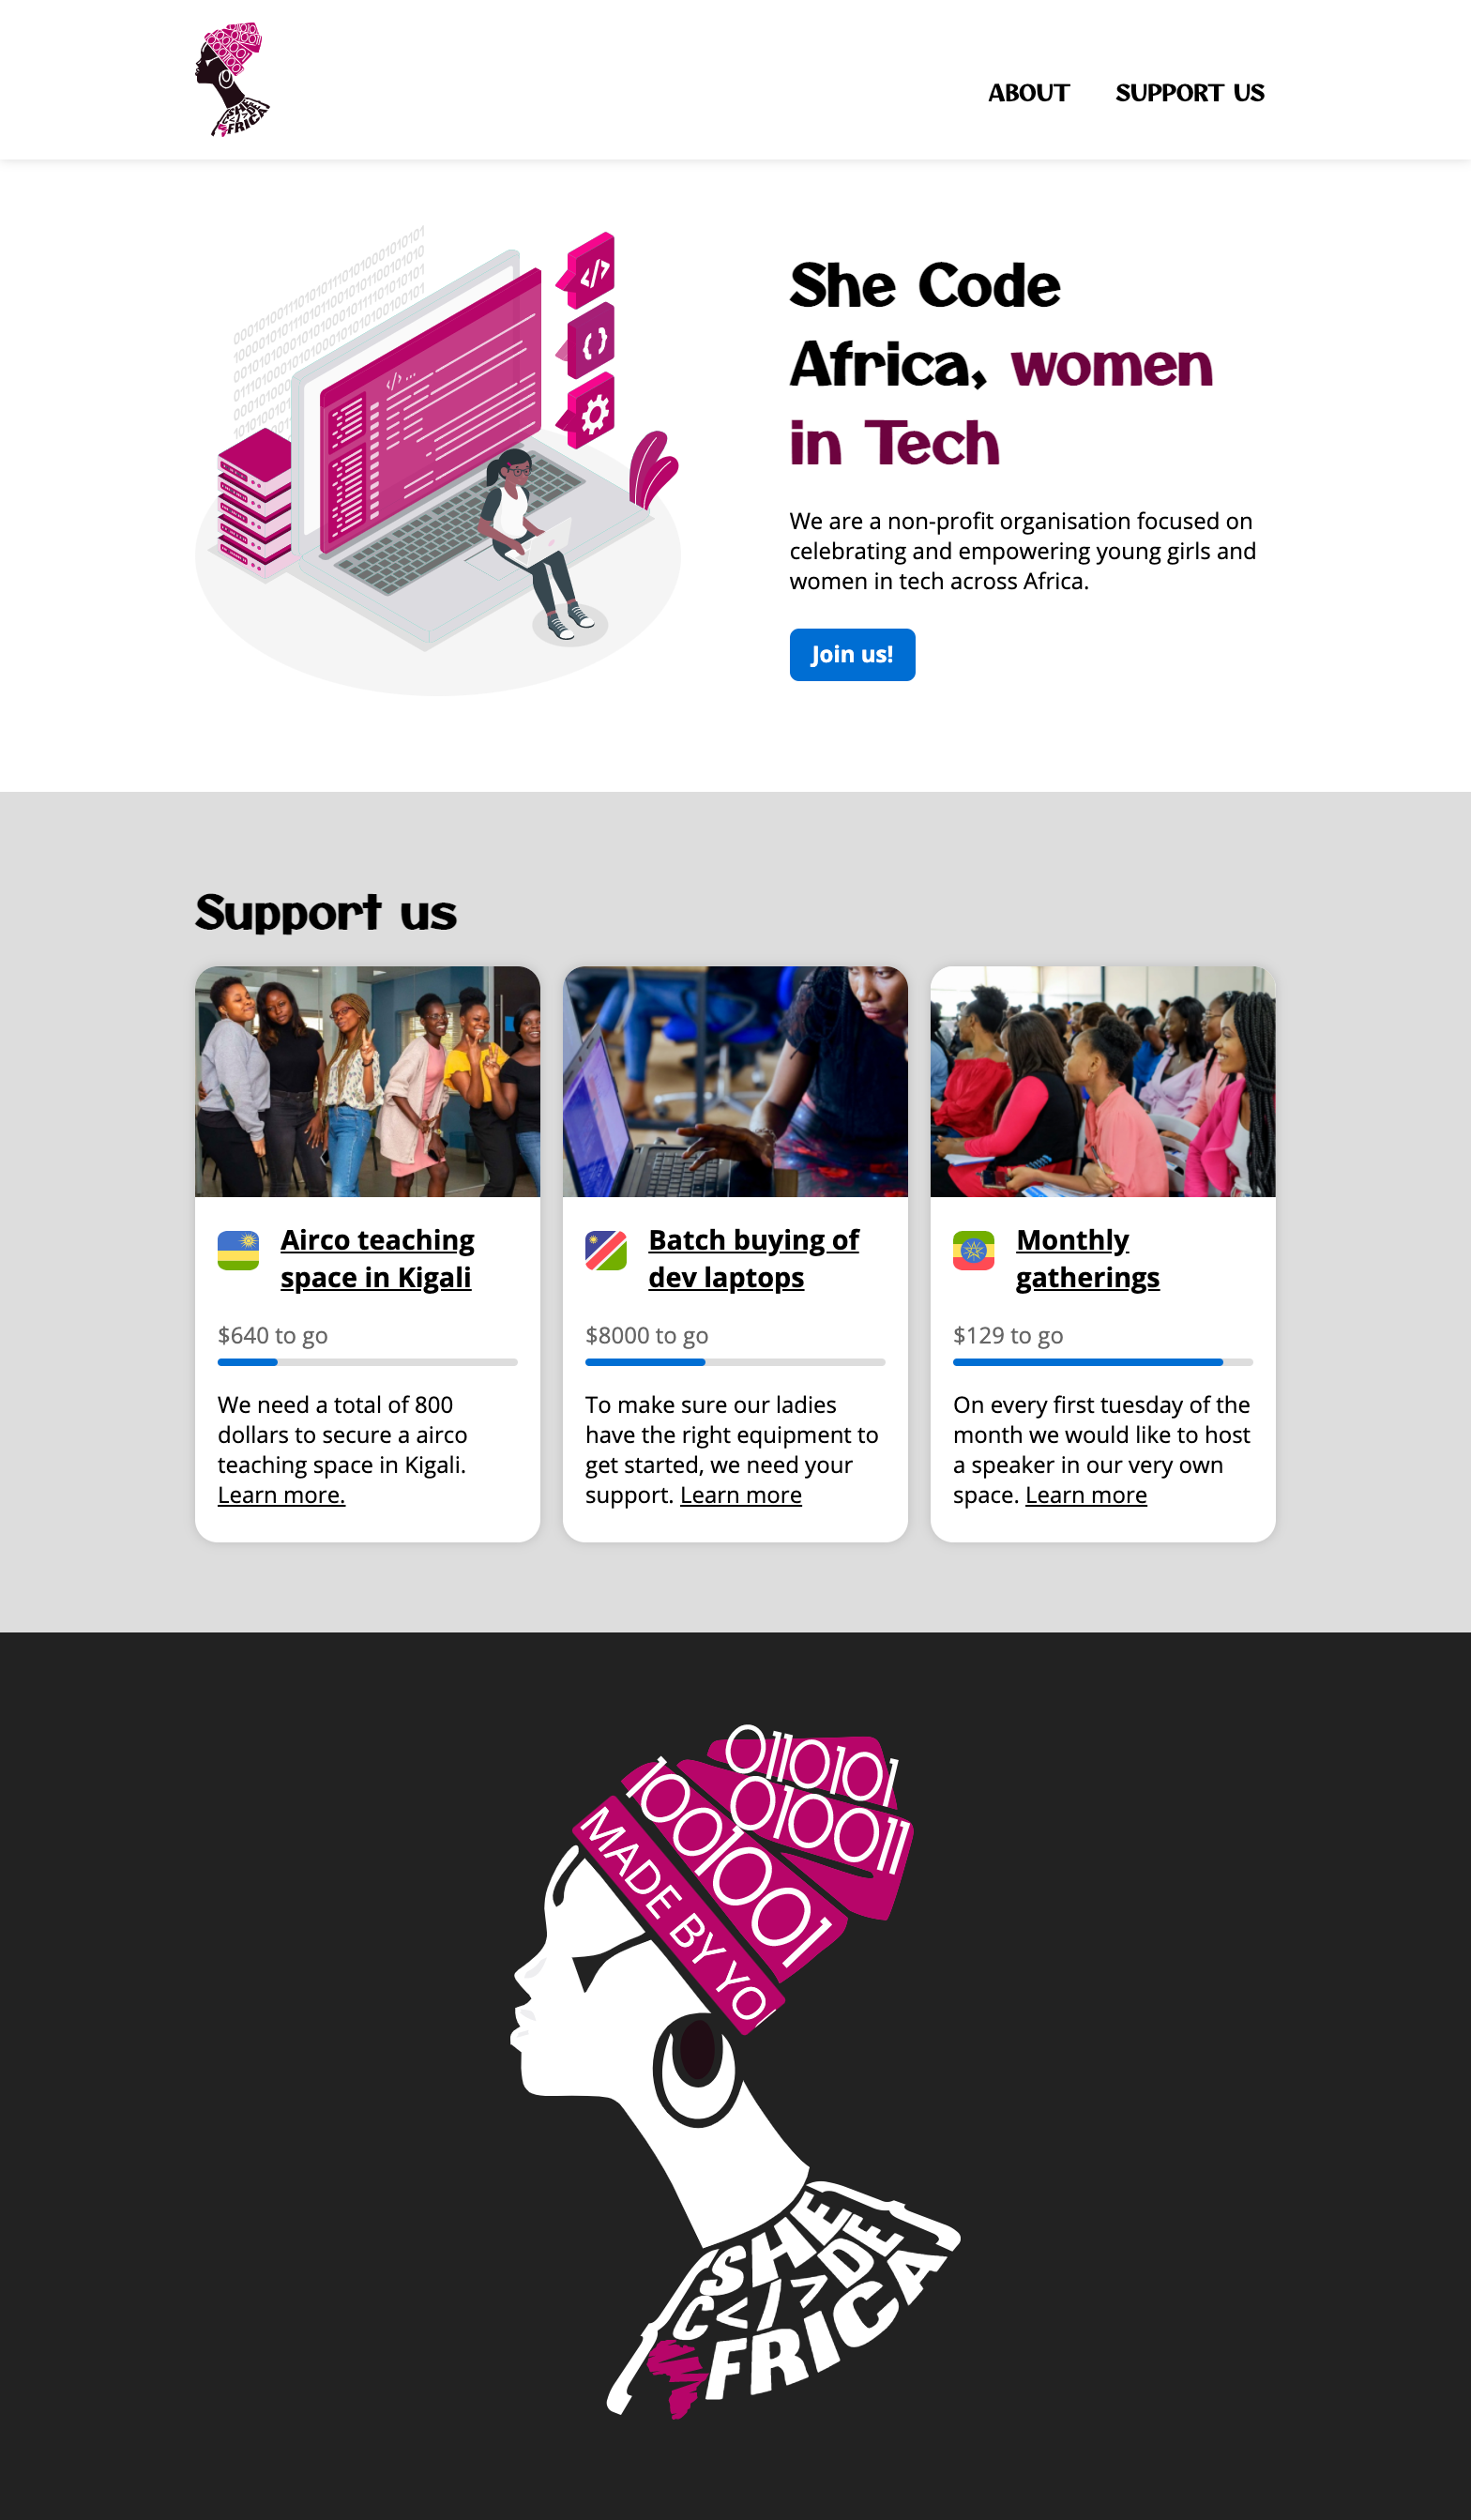 SHE
C</>DE
FRICA
ABOUT SUPPORT US
</>...
</>
{ }
She Code
Africa, women
in Tech
We are a non-profit organisation focused on
celebrating and empowering young girls and
women in tech across Africa.
Join us!
Support us
Airco teaching
space in Kigali
$640 to go
We need a total of 800
dollars to secure a airco
teaching space in Kigali.
Learn more.
Batch buying of
dev laptops
$8000 to go
To make sure our ladies
have the right equipment to
get started, we need your
support. Learn more
Monthly
gatherings
$129 to go
On every first tuesday of the
month we would like to host
a speaker in our very own
space. Learn more
0110101
010011
1001001
MADE BY YO
SHE
C</>DE
FRICA